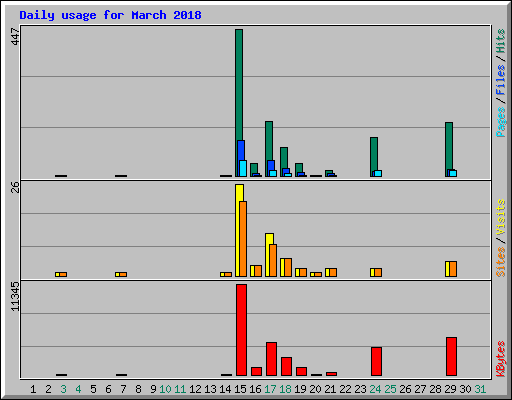 Daily usage for March 2018
447
Pages / Files / Hits
26
Sites / Visits
11345
KBytes
1 2 3 4 5 6 7 8 9 10 11 12 13 14 15 16 17 18 19 20 21 22 23 24 25 26 27 28 29 30 31